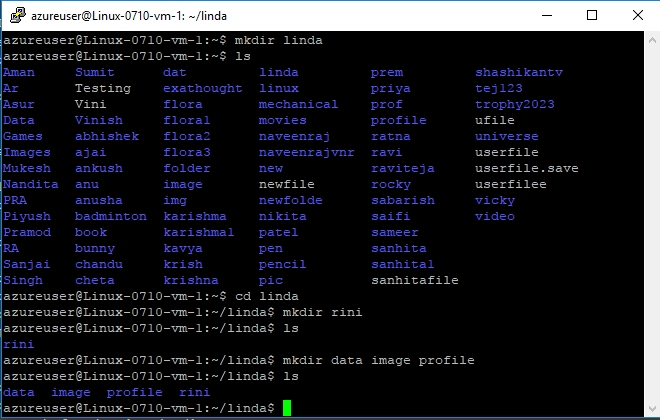 azureuser@Linux-0710-vm-1: ~/linda
azureuser@Linux-0710-vm-1:~$ mkdir linda
azureuser@Linux-0710-vm-1:~$ ls
Aman Sumit dat linda prem shashikantv
Ar Testing exathought linux priya tej123
Asur Vini flora mechanical prof trophy2023
Data Vinish flora1 movies profile ufile
Games abhishek flora2 naveenraj ratna universe
Images ajai flora3 naveenrajvnr ravi userfile
Mukesh ankush folder new raviteja userfile.save
Nandita anu image newfile rocky userfilee
PRA anusha img newfolde sabarish vicky
Piyush badminton karishma nikita saifi video
Pramod book karishma1 patel sameer
RA bunny kavya pen sanhita
Sanjai chandu krish pencil sanhita1
Singh cheta krishna pic sanhitafile
azureuser@Linux-0710-vm-1:~$ cd linda
azureuser@Linux-0710-vm-1:~/linda$ mkdir rini
azureuser@Linux-0710-vm-1:~/linda$ ls
rini
azureuser@Linux-0710-vm-1:~/linda$ mkdir data image profile
azureuser@Linux-0710-vm-1:~/linda$ ls
data image profile rini
azureuser@Linux-0710-vm-1:~/linda$